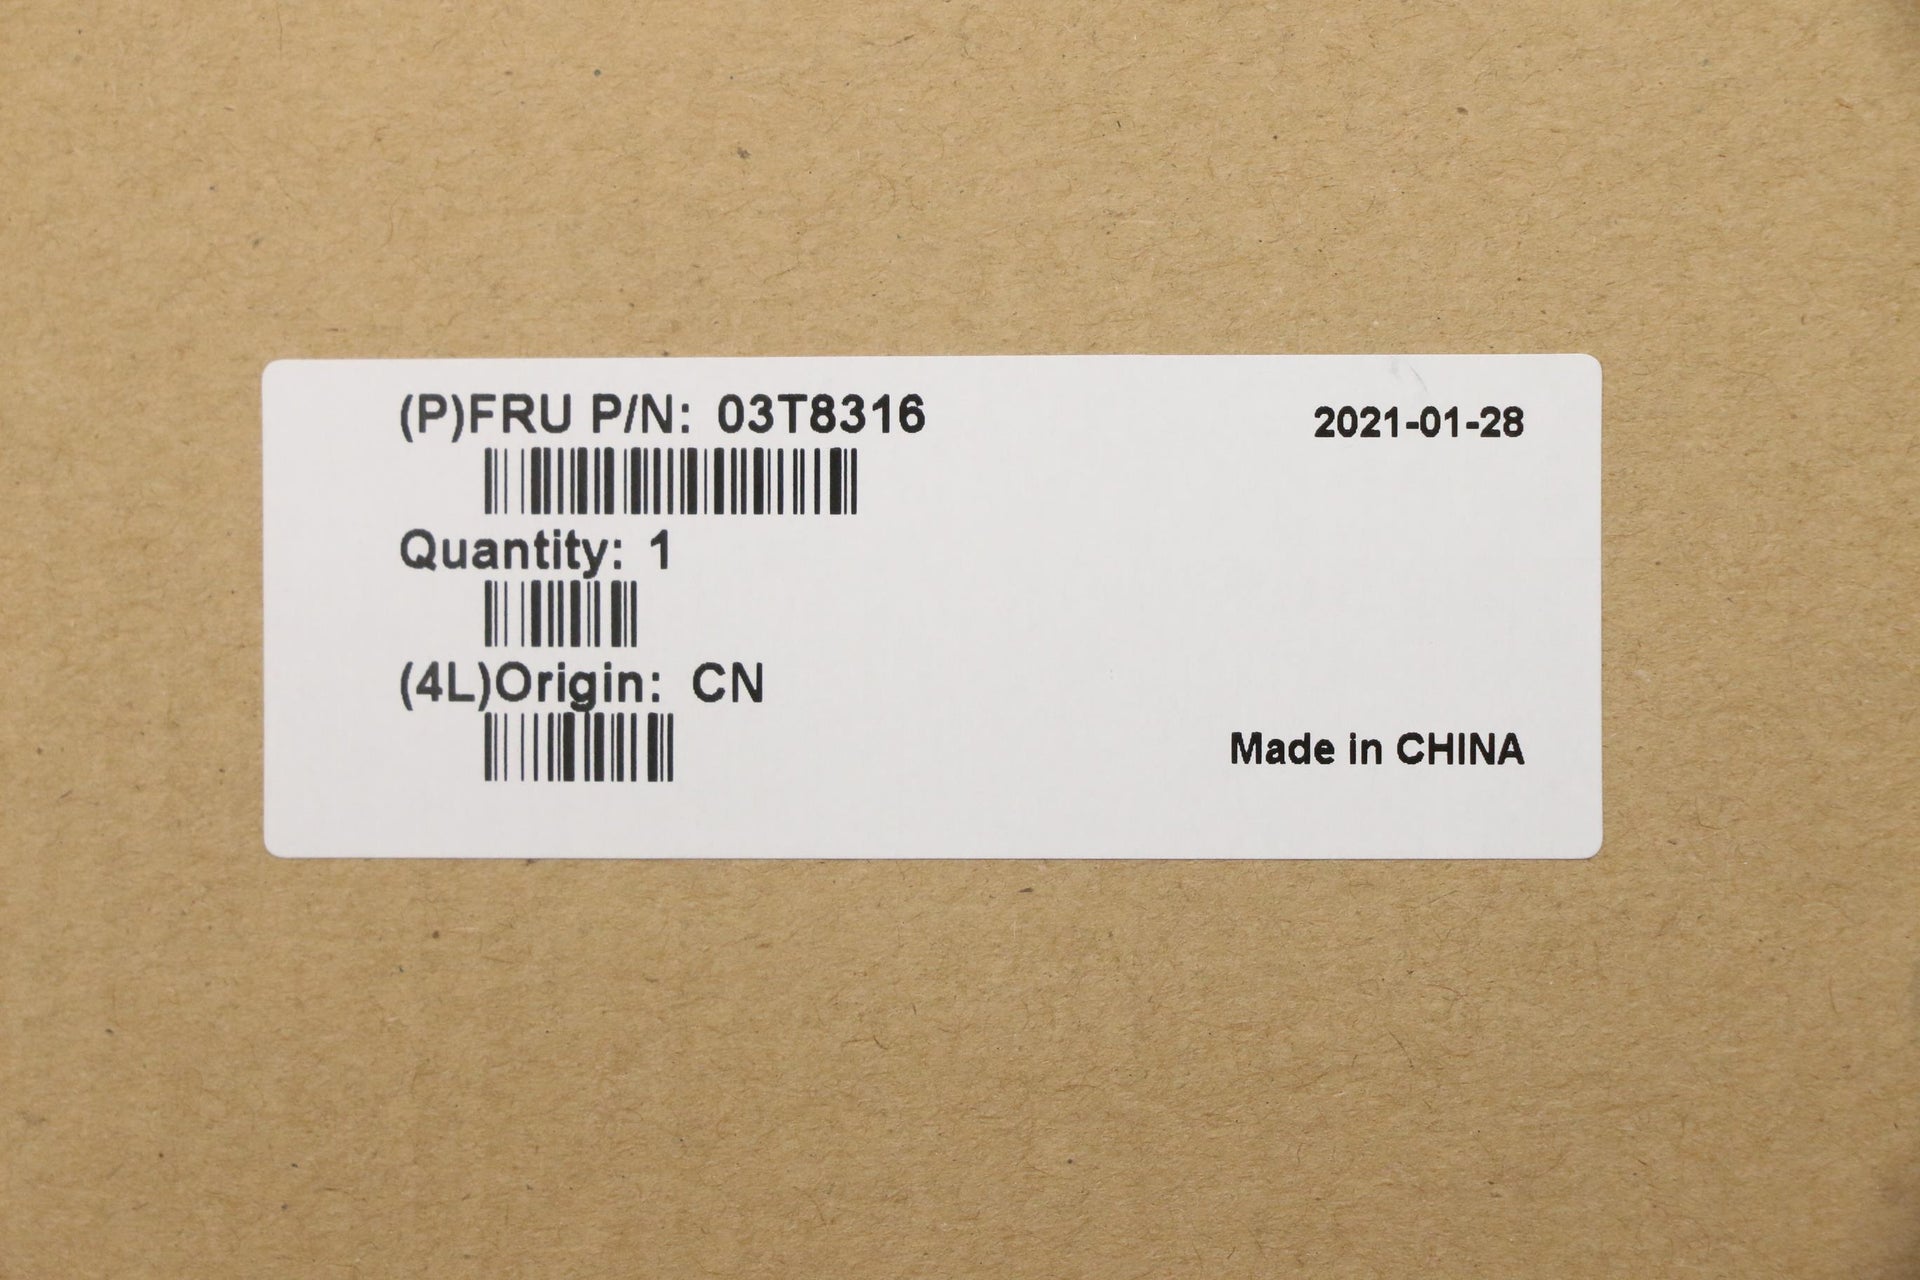 (P)FRU P/N: 03T8316
2021-01-28
Quantity: 1
(4L)Origin: CN
Made in CHINA